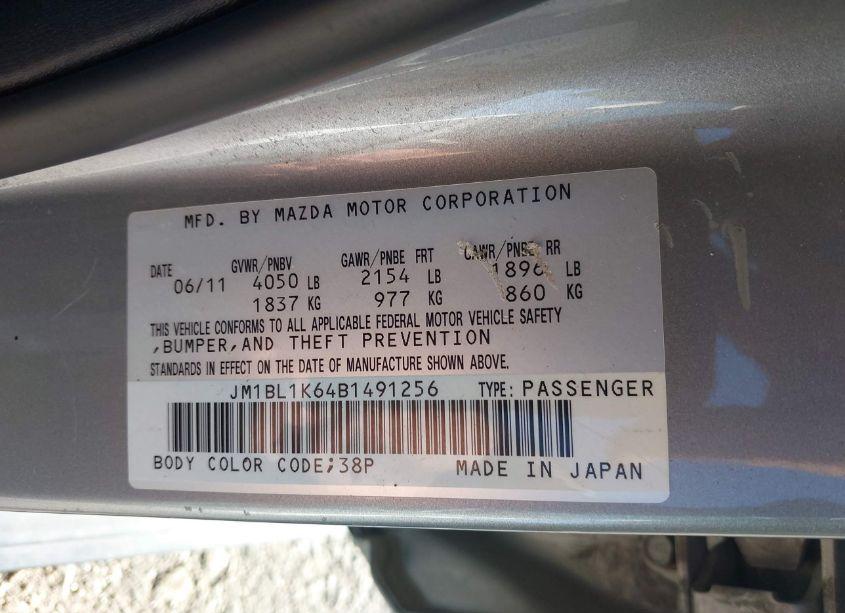 MFD. BY MAZDA MOTOR CORPORATION
DATE GVWR/PNBV GAWR/PNBE FRT GAWR/PNBE RR
06/11 4050 LB 2154 LB 1896 LB
1837 KG 977 KG 860 KG
THIS VEHICLE CONFORMS TO ALL APPLICABLE FEDERAL MOTOR VEHICLE SAFETY
,BUMPER,AND THEFT PREVENTION
STANDARDS IN EFFECT ON THE DATE OF MANUFACTURE SHOWN ABOVE.
JM1BL1K64B1491256 TYPE: PASSENGER
BODY COLOR CODE;38P MADE IN JAPAN